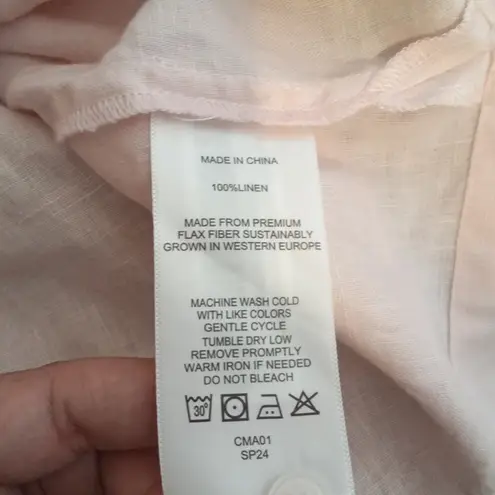 MADE IN CHINA
100%LINEN
MADE FROM PREMIUM
FLAX FIBER SUSTAINABLY
GROWN IN WESTERN EUROPE
MACHINE WASH COLD
WITH LIKE COLORS
GENTLE CYCLE
TUMBLE DRY LOW
REMOVE PROMPTLY
WARM IRON IF NEEDED
DO NOT BLEACH
30°
CMA01
SP24